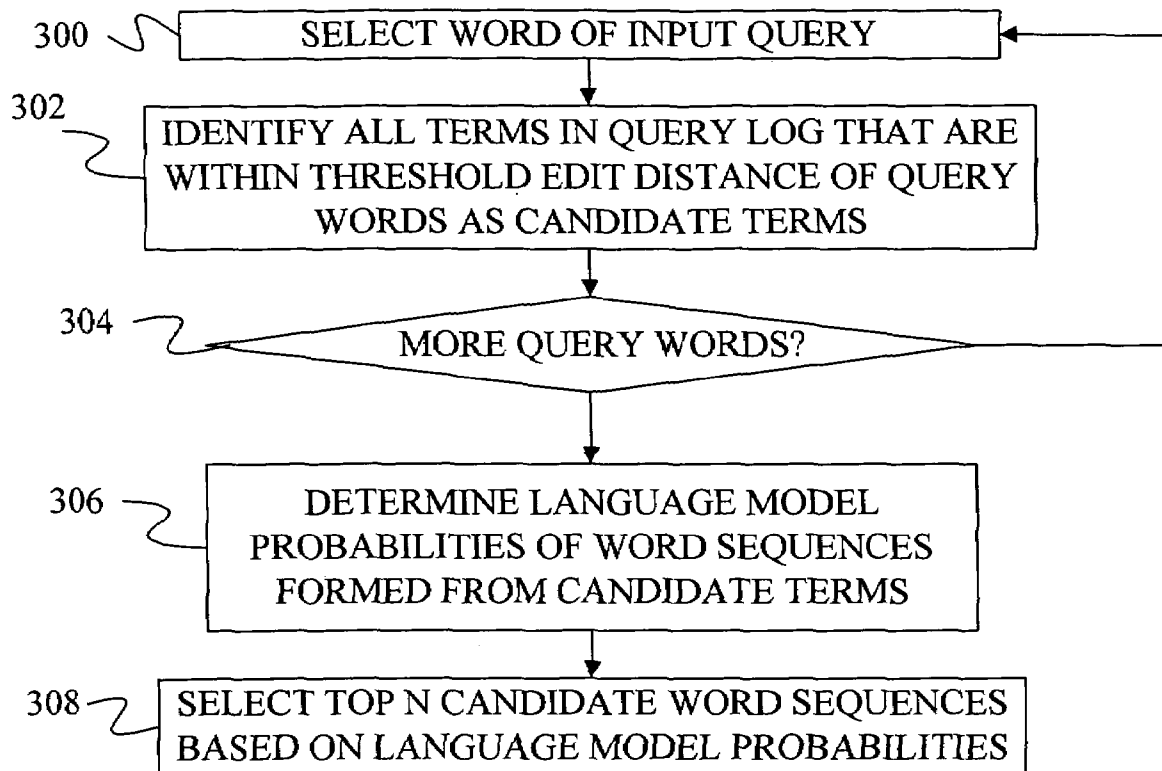 300 SELECT WORD OF INPUT QUERY
302
IDENTIFY ALL TERMS IN QUERY LOG THAT ARE
WITHIN THRESHOLD EDIT DISTANCE OF QUERY
WORDS AS CANDIDATE TERMS
304 MORE QUERY WORDS?
306 DETERMINE LANGUAGE MODEL
PROBABILITIES OF WORD SEQUENCES
FORMED FROM CANDIDATE TERMS
308 SELECT TOP N CANDIDATE WORD SEQUENCES
BASED ON LANGUAGE MODEL PROBABILITIES